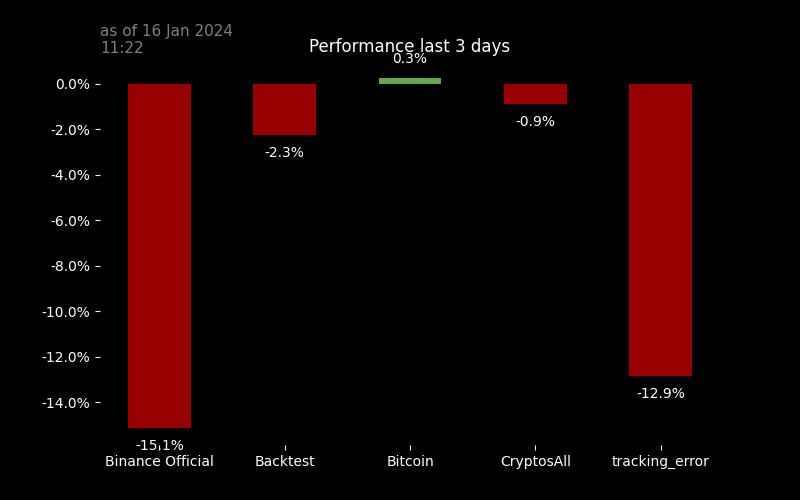 as of 16 Jan 2024
11:22
Performance last 3 days
0.3%
0.0%
-2.0%
-4.0%
-6.0%
-8.0%
-10.0%
-12.0%
-14.0%
-0.9%
-2.3%
-12.9%
-15.1%
Binance Official
Backtest
Bitcoin
CryptosAll
tracking_error